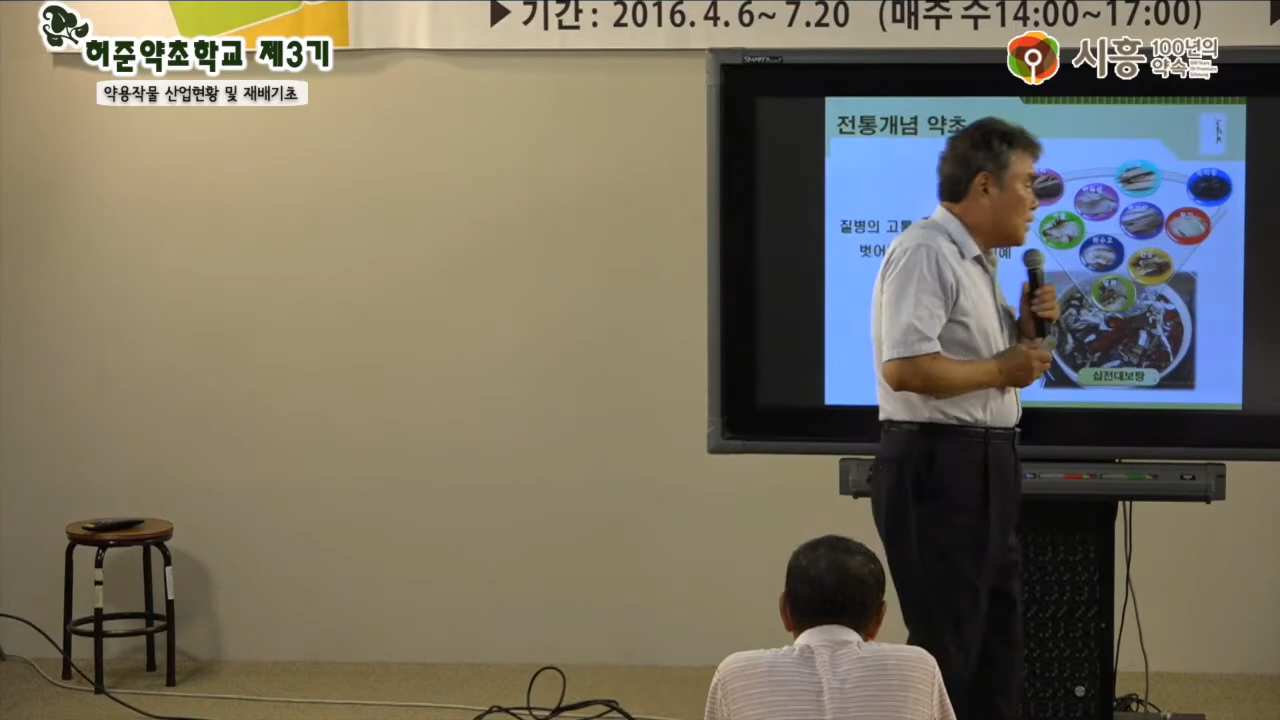 ▶기간 : 2016. 4. 6~ 7.20 (매주 수14:00~17:00)
허준약초학교 제3기
약용작물 산업현황 및 재배기초
시흥 100년의 약속
전통개념 약초
질병의 고통
벗어
예
십전대보탕